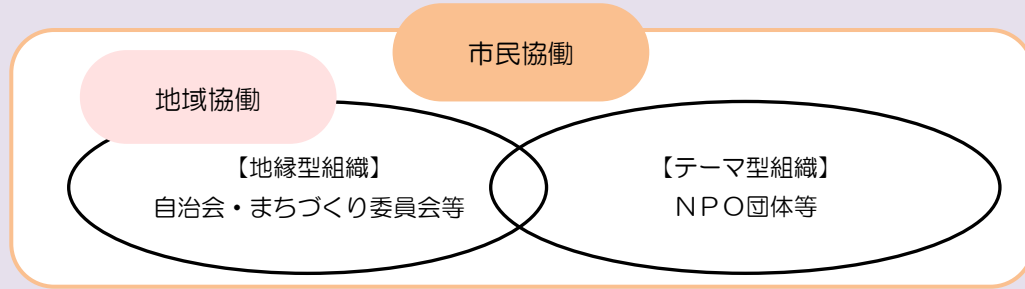 市民協働
地域協働
【地縁型組織】
自治会・まちづくり委員会等
【テーマ型組織】
ＮＰＯ団体等